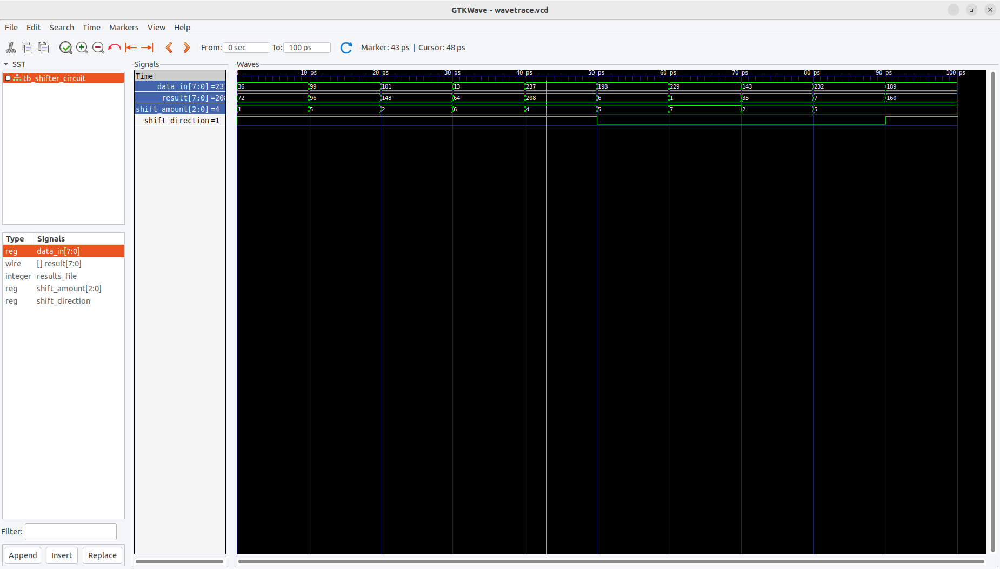 GTKWave - wavetrace.vcd
File Edit Search Time Markers View Help
From: 0 sec To: 100 ps Marker: 43 ps | Cursor: 48 ps
SST
tb_shifter_circuit
Type Signals
reg data_in[7:0]
wire [] result[7:0]
integer results_file
reg shift_amount[2:0]
reg shift_direction
Filter:
Append Insert Replace
Signals
Time
data_in[7:0] =237
result[7:0] =208
shift_amount[2:0] =4
shift_direction =1
Waves
0 10 ps 20 ps 30 ps 40 ps 50 ps 60 ps 70 ps 80 ps 90 ps 100 ps
36 99 101 13 237 198 229 143 232 189
72 96 148 64 208 6 1 35 7 160
1 5 2 6 4 5 7 2 5